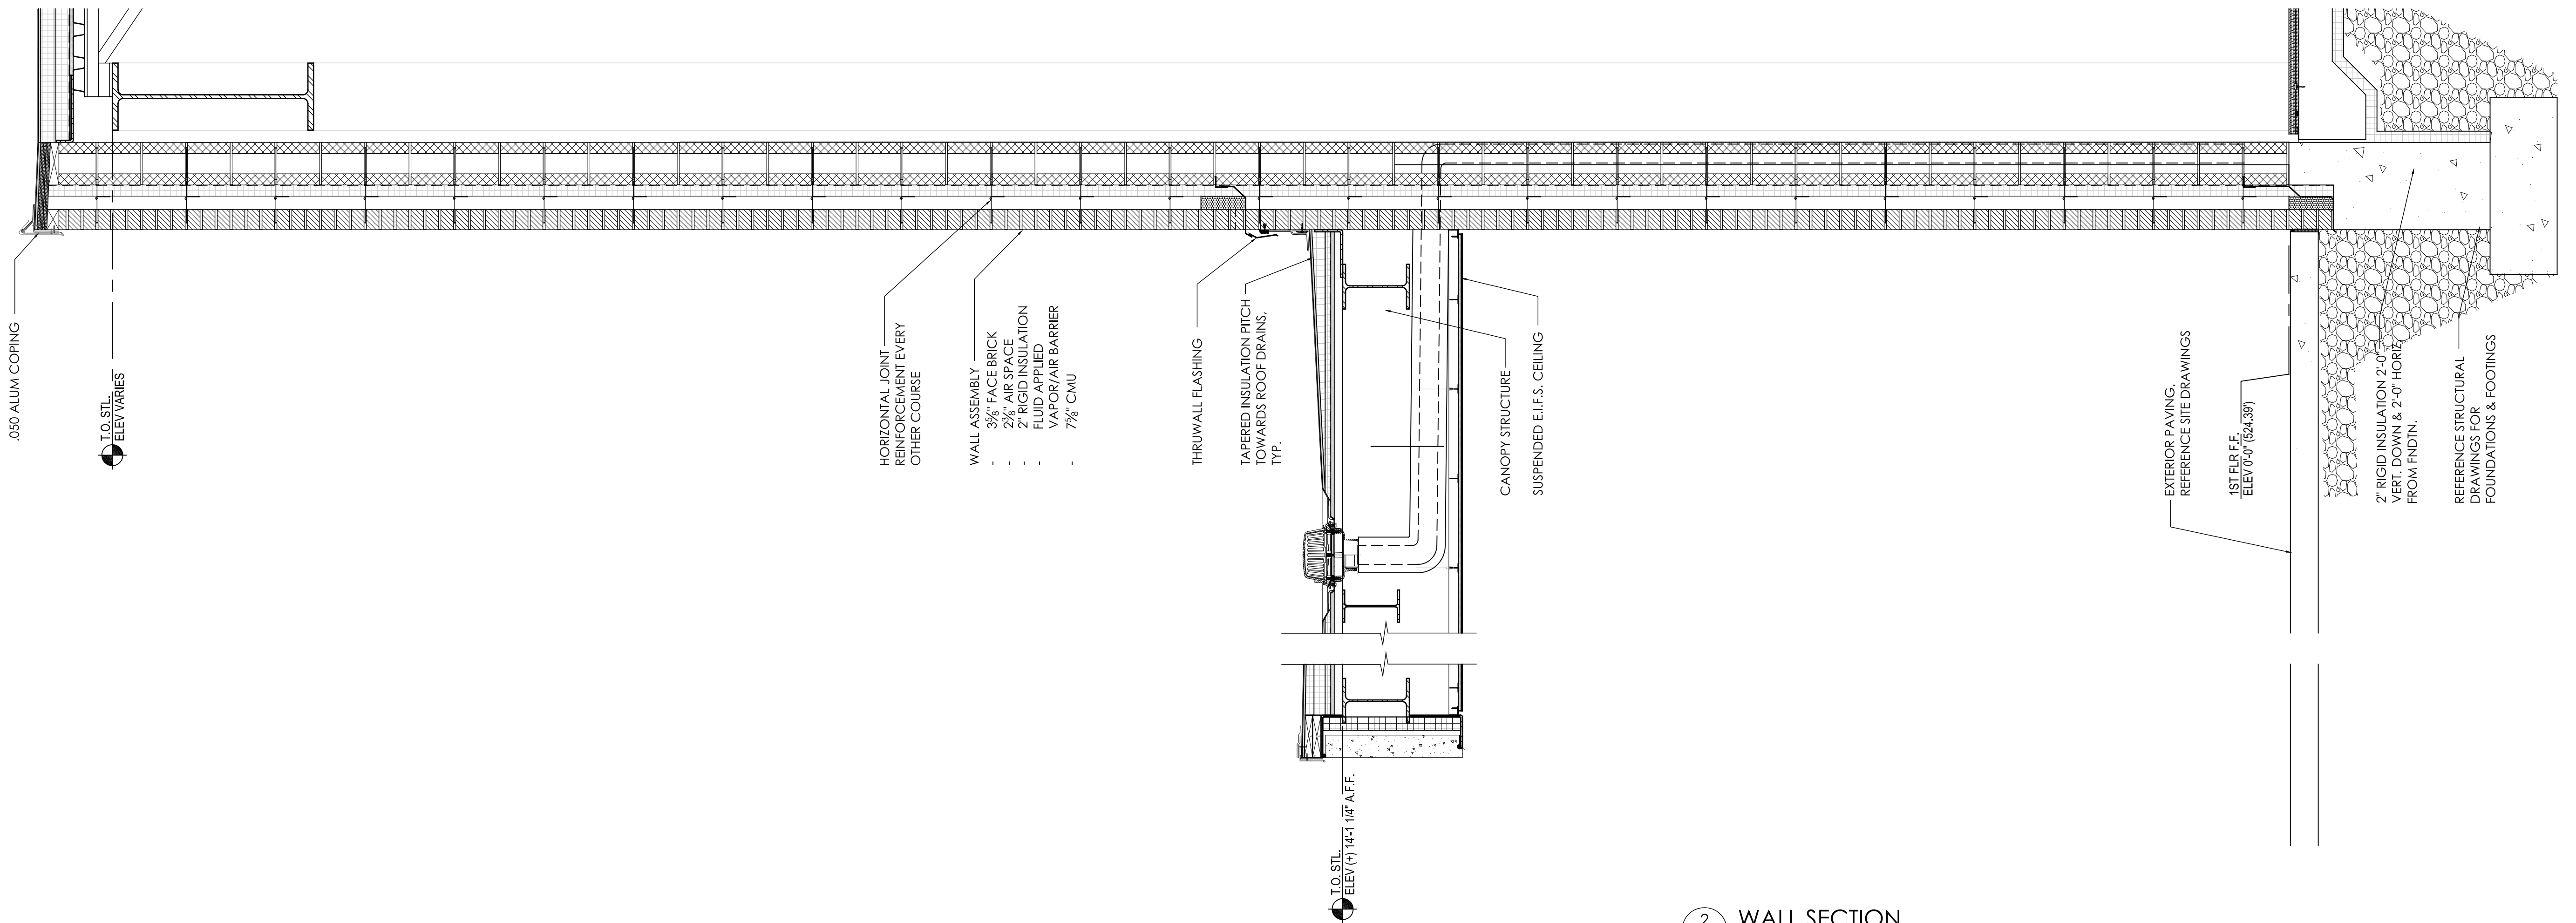 .050 ALUM COPING
T.O. STL.
ELEV VARIES
HORIZONTAL JOINT
REINFORCEMENT EVERY
OTHER COURSE
WALL ASSEMBLY
- 3⅝" FACE BRICK
- 2⅜" AIR SPACE
- 2" RIGID INSULATION
- FLUID APPLIED
VAPOR/AIR BARRIER
- 7⅝" CMU
THRUWALL FLASHING
TAPERED INSULATION PITCH
TOWARDS ROOF DRAINS,
TYP.
CANOPY STRUCTURE
SUSPENDED E.I.F.S. CEILING
T.O. STL.
ELEV (+) 14'-1 1/4" A.F.F.
EXTERIOR PAVING,
REFERENCE SITE DRAWINGS
1ST FLR F.F.
ELEV 0'-0" (524.39')
2" RIGID INSULATION 2'-0"
VERT. DOWN & 2'-0" HORIZ.
FROM FNDTN.
REFERENCE STRUCTURAL
DRAWINGS FOR
FOUNDATIONS & FOOTINGS
2
WALL SECTION